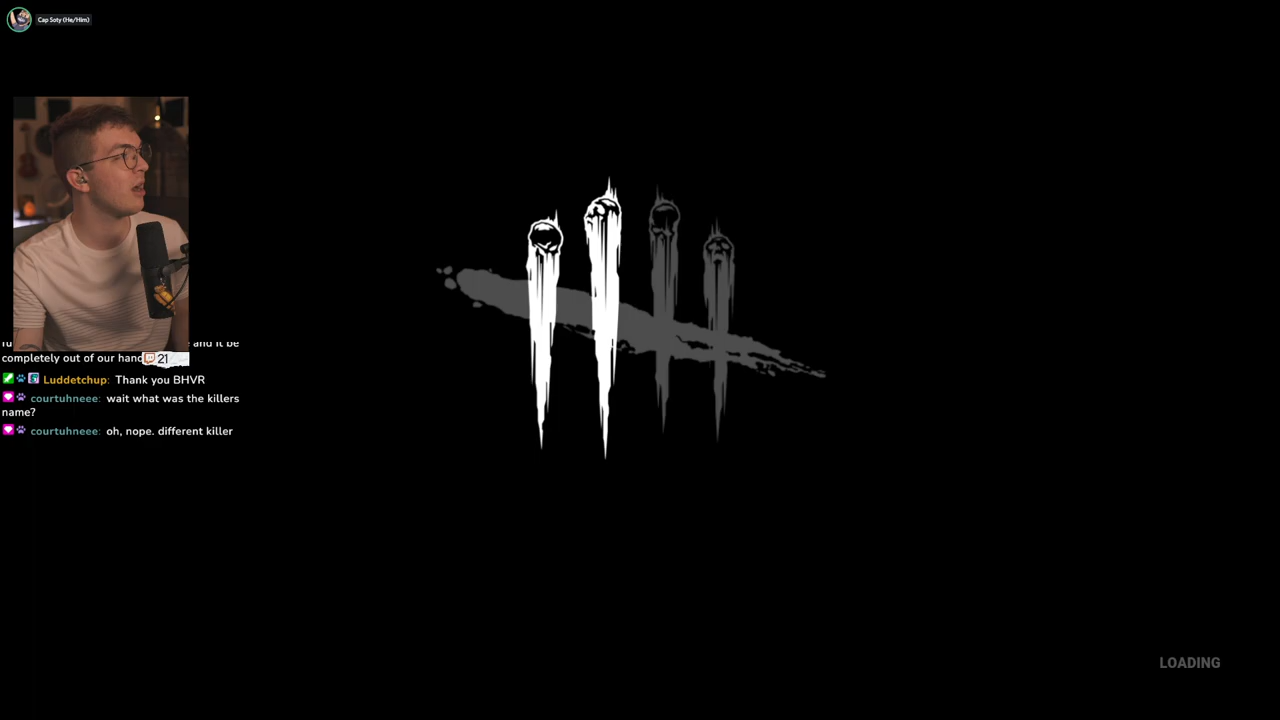 Cap Soty (He/Him)
and it be
completely out of our hand
21
Luddetchup: Thank you BHVR
courtuhneee: wait what was the killers
name?
courtuhneee: oh, nope. different killer
LOADING